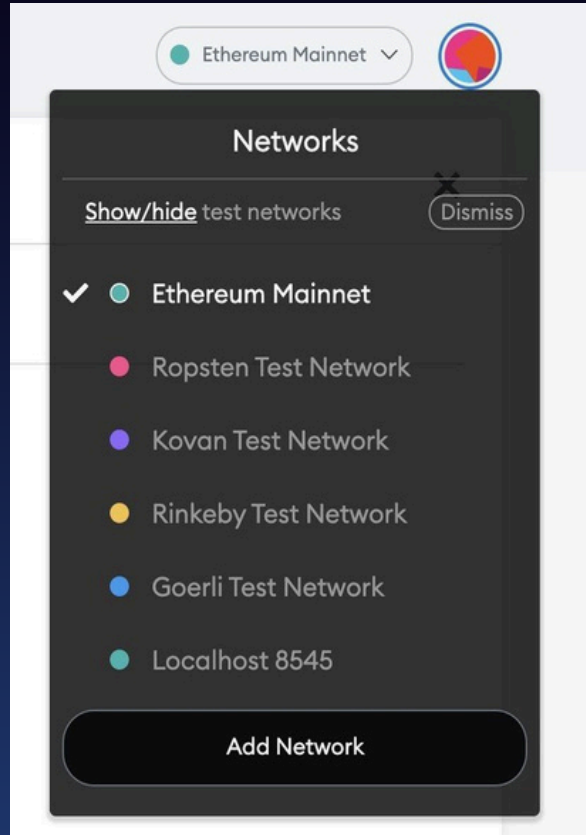 Ethereum Mainnet
Networks
Show/hide test networks Dismiss
Ethereum Mainnet
Ropsten Test Network
Kovan Test Network
Rinkeby Test Network
Goerli Test Network
Localhost 8545
Add Network